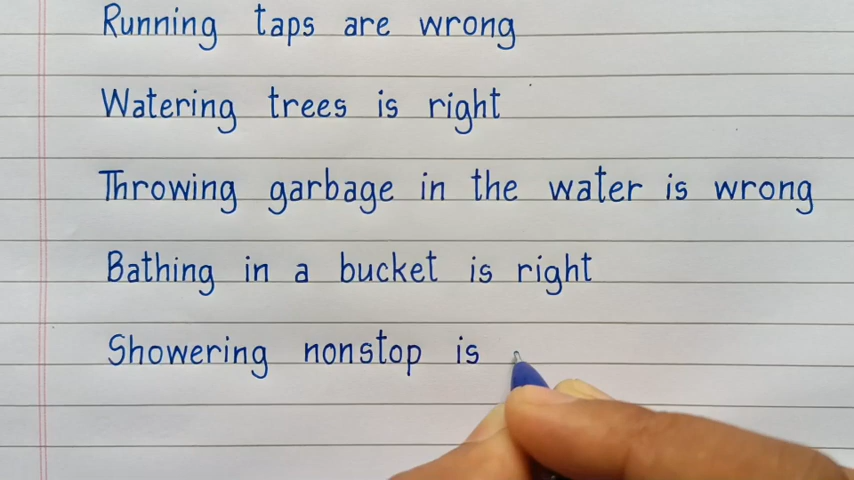 Running taps are wrong
Watering trees is right
Throwing garbage in the water is wrong
Bathing in a bucket is right
Showering nonstop is